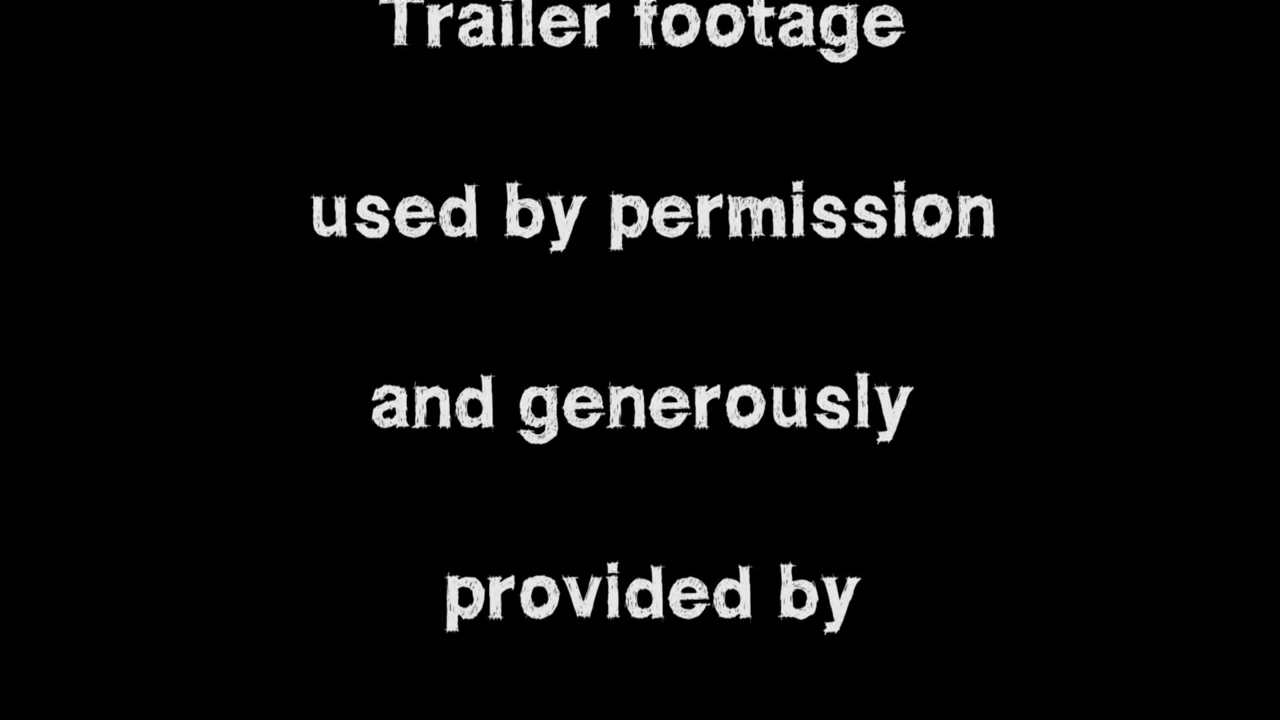 Trailer footage
used by permission
and generously
provided by